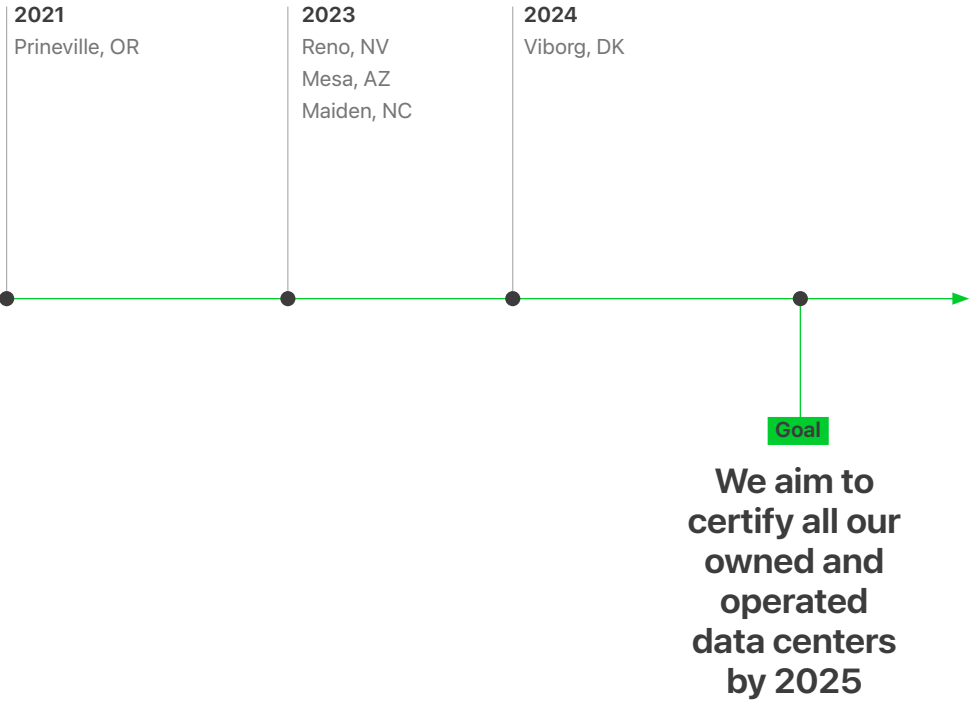 2021
Prineville, OR
2023
Reno, NV
Mesa, AZ
Maiden, NC
2024
Viborg, DK
Goal
We aim to
certify all our
owned and
operated
data centers
by 2025